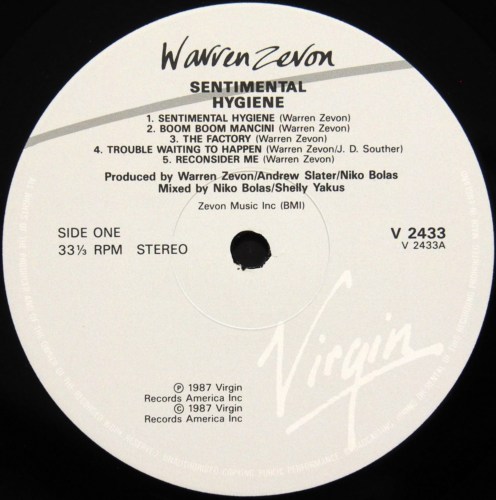 Warren Zevon
SENTIMENTAL
HYGIENE
1. SENTIMENTAL HYGIENE (Warren Zevon)
2. BOOM BOOM MANCINI (Warren Zevon)
3. THE FACTORY (Warren Zevon)
4. TROUBLE WAITING TO HAPPEN (Warren Zevon/J. D. Souther)
5. RECONSIDER ME (Warren Zevon)
Produced by Warren Zevon/Andrew Slater/Niko Bolas
Mixed by Niko Bolas/Shelly Yakus
Zevon Music Inc (BMI)
SIDE ONE
33⅓ RPM STEREO
V 2433
V 2433A
Virgin
℗ 1987 Virgin
Records America Inc
© 1987 Virgin
Records America Inc